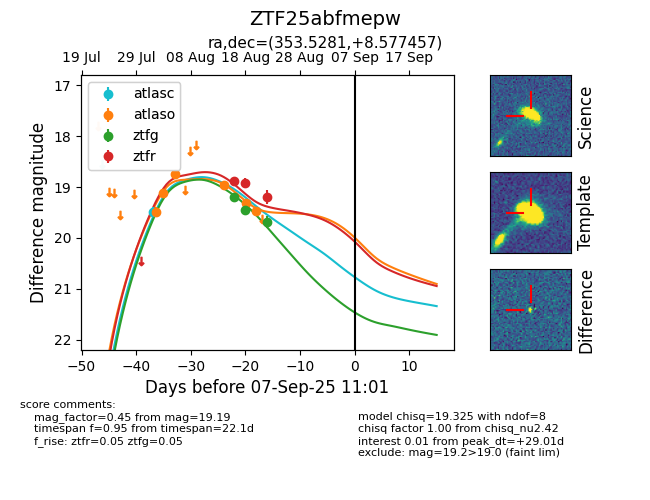 ZTF25abfmepw
ra,dec=(353.5281,+8.577457)
19 Jul 29 Jul 08 Aug 18 Aug 28 Aug 07 Sep 17 Sep
atlasc
atlaso
ztfg
ztfr
17
18
19
20
21
22
Difference magnitude
−50 −40 −30 −20 −10 0 10
Days before 07-Sep-25 11:01
Science
Template
Difference
score comments:
mag_factor=0.45 from mag=19.19
timespan f=0.95 from timespan=22.1d
f_rise: ztfr=0.05 ztfg=0.05
model chisq=19.325 with ndof=8
chisq factor 1.00 from chisq_nu2.42
interest 0.01 from peak_dt=+29.01d
exclude: mag=19.2>19.0 (faint lim)